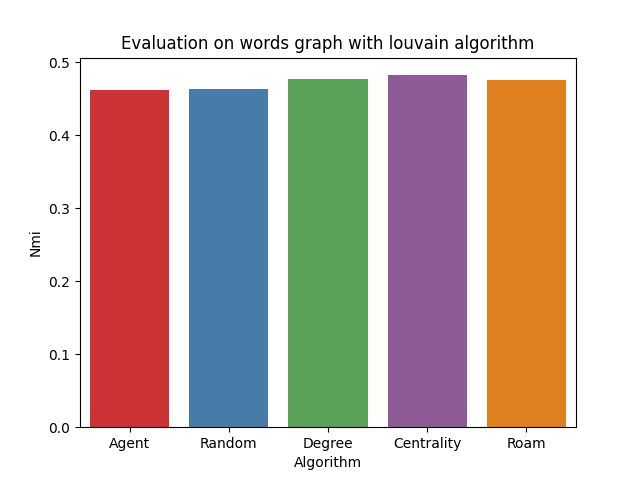 Evaluation on words graph with louvain algorithm
0.5
0.4
0.3
0.2
0.1
0.0
Nmi
Agent Random Degree Centrality Roam
Algorithm